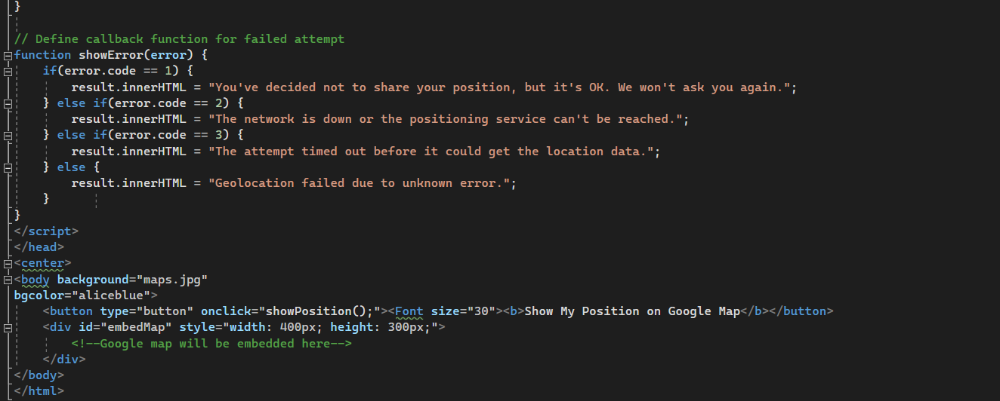 }
// Define callback function for failed attempt
function showError(error) {
    if(error.code == 1) {
        result.innerHTML = "You've decided not to share your position, but it's OK. We won't ask you again.";
    } else if(error.code == 2) {
        result.innerHTML = "The network is down or the positioning service can't be reached.";
    } else if(error.code == 3) {
        result.innerHTML = "The attempt timed out before it could get the location data.";
    } else {
        result.innerHTML = "Geolocation failed due to unknown error.";
    }
}
</script>
</head>
<center>
<body background="maps.jpg"
bgcolor="aliceblue">
    <button type="button" onclick="showPosition();"><Font size="30"><b>Show My Position on Google Map</b></button>
    <div id="embedMap" style="width: 400px; height: 300px;">
        <!--Google map will be embedded here-->
    </div>
</body>
</html>